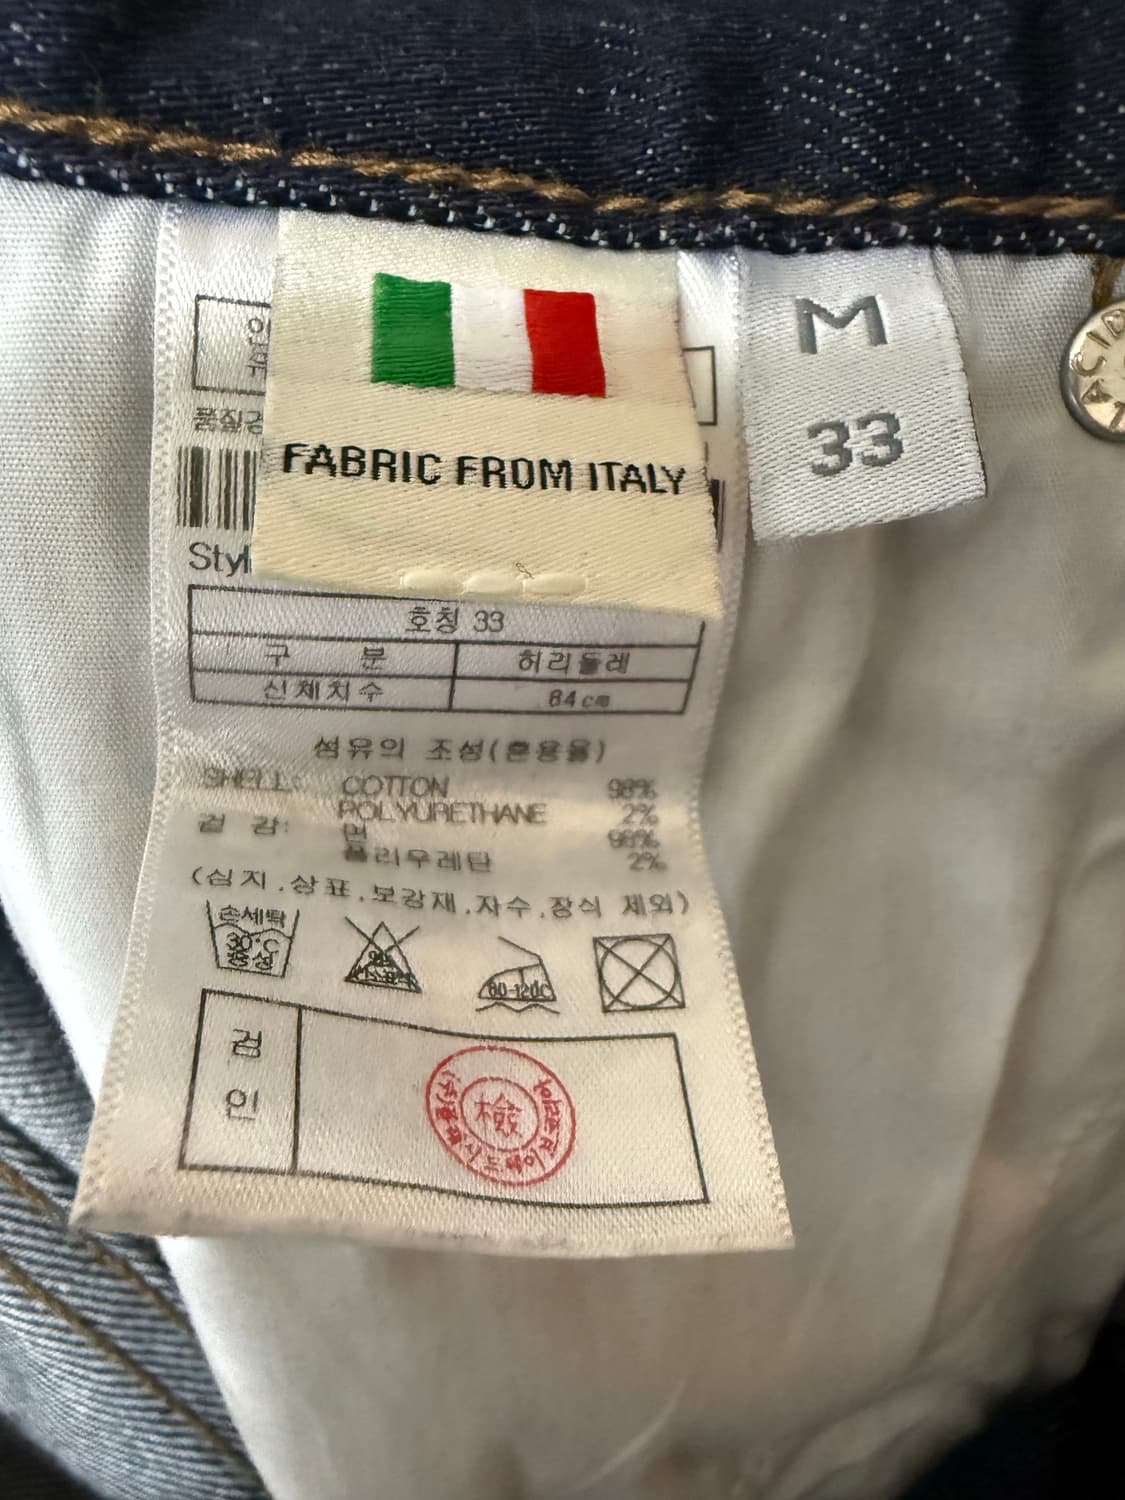 FABRIC FROM ITALY
M
33
호칭 33
구 분 허리둘레
신체치수 84cm
섬유의 조성(혼용율)
SHELL: COTTON 98%
POLYURETHANE 2%
겉 감: 면 98%
폴리우레탄 2%
(심지.상표.보강재.자수.장식 제외)
손세탁
30°C
중성
80-120C
검
인
檢